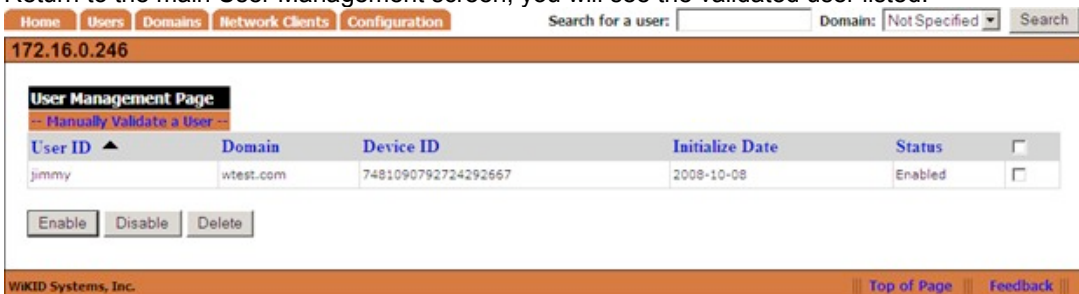 Return to the main User Management screen, you will see the validated user listed.
Home Users Domains Network Clients Configuration Search for a user: Domain: Not Specified Search
172.16.0.246
User Management Page
-- Manually Validate a User --
User ID Domain Device ID Initialize Date Status
jimmy wtest.com 7481090792724292667 2008-10-08 Enabled
Enable Disable Delete
WiKID Systems, Inc. ||| Top of Page ||| Feedback |||